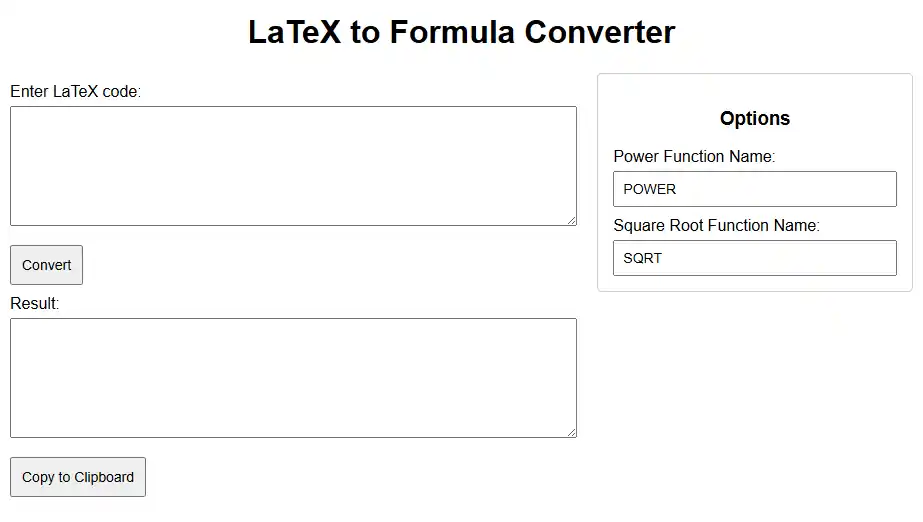 LaTeX to Formula Converter
Enter LaTeX code:
Convert
Result:
Copy to Clipboard
Options
Power Function Name:
POWER
Square Root Function Name:
SQRT